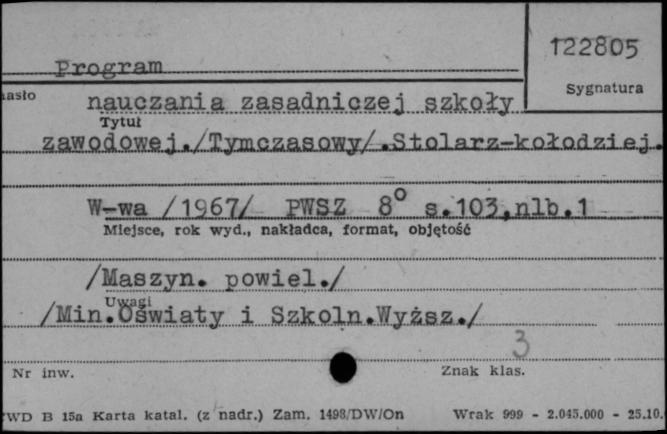 122805
Program
Sygnatura
nauczania zasadniczej szkoły
Tytuł
zawodowej./Tymczasowy/.Stolarz-kołodziej.
W-wa /1967/ PWSZ 8° s.103,nlb.1
Miejsce, rok wyd., nakładca, format, objętość
/Maszyn. powiel./
Uwagi
/Min.Oświaty i Szkoln.Wyższ./
3
Nr inw.
Znak klas.
WD B 15a Karta katal. (z nadr.) Zam. 1498/DW/On Wrak 999 - 2.045.000 - 25.10.